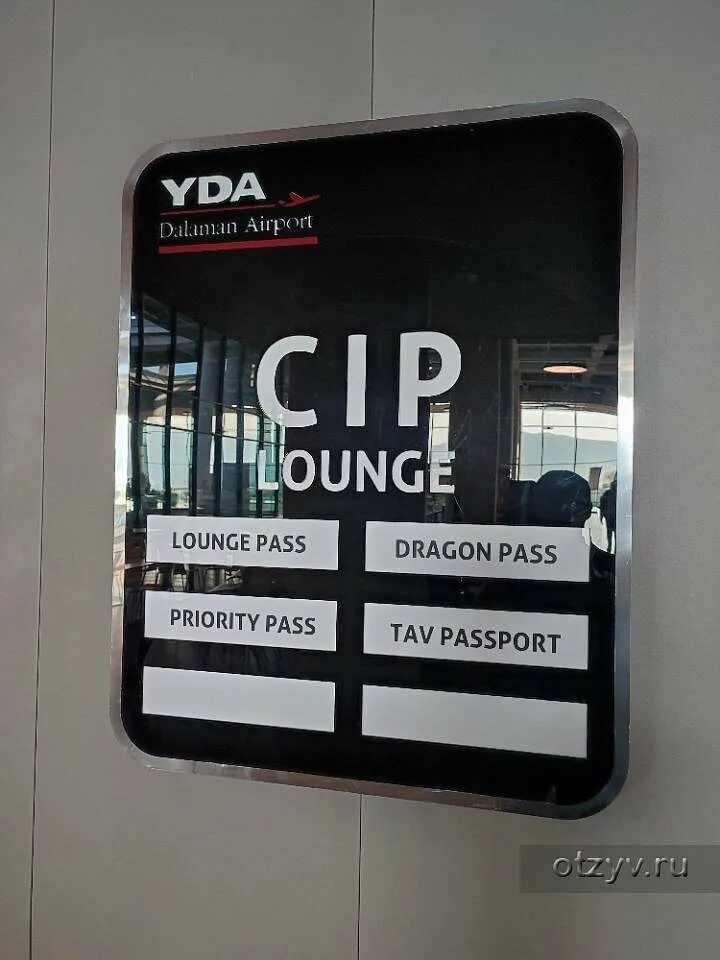 YDA
Dalaman Airport
CIP
LOUNGE
LOUNGE PASS
DRAGON PASS
PRIORITY PASS
TAV PASSPORT
otzyv.ru